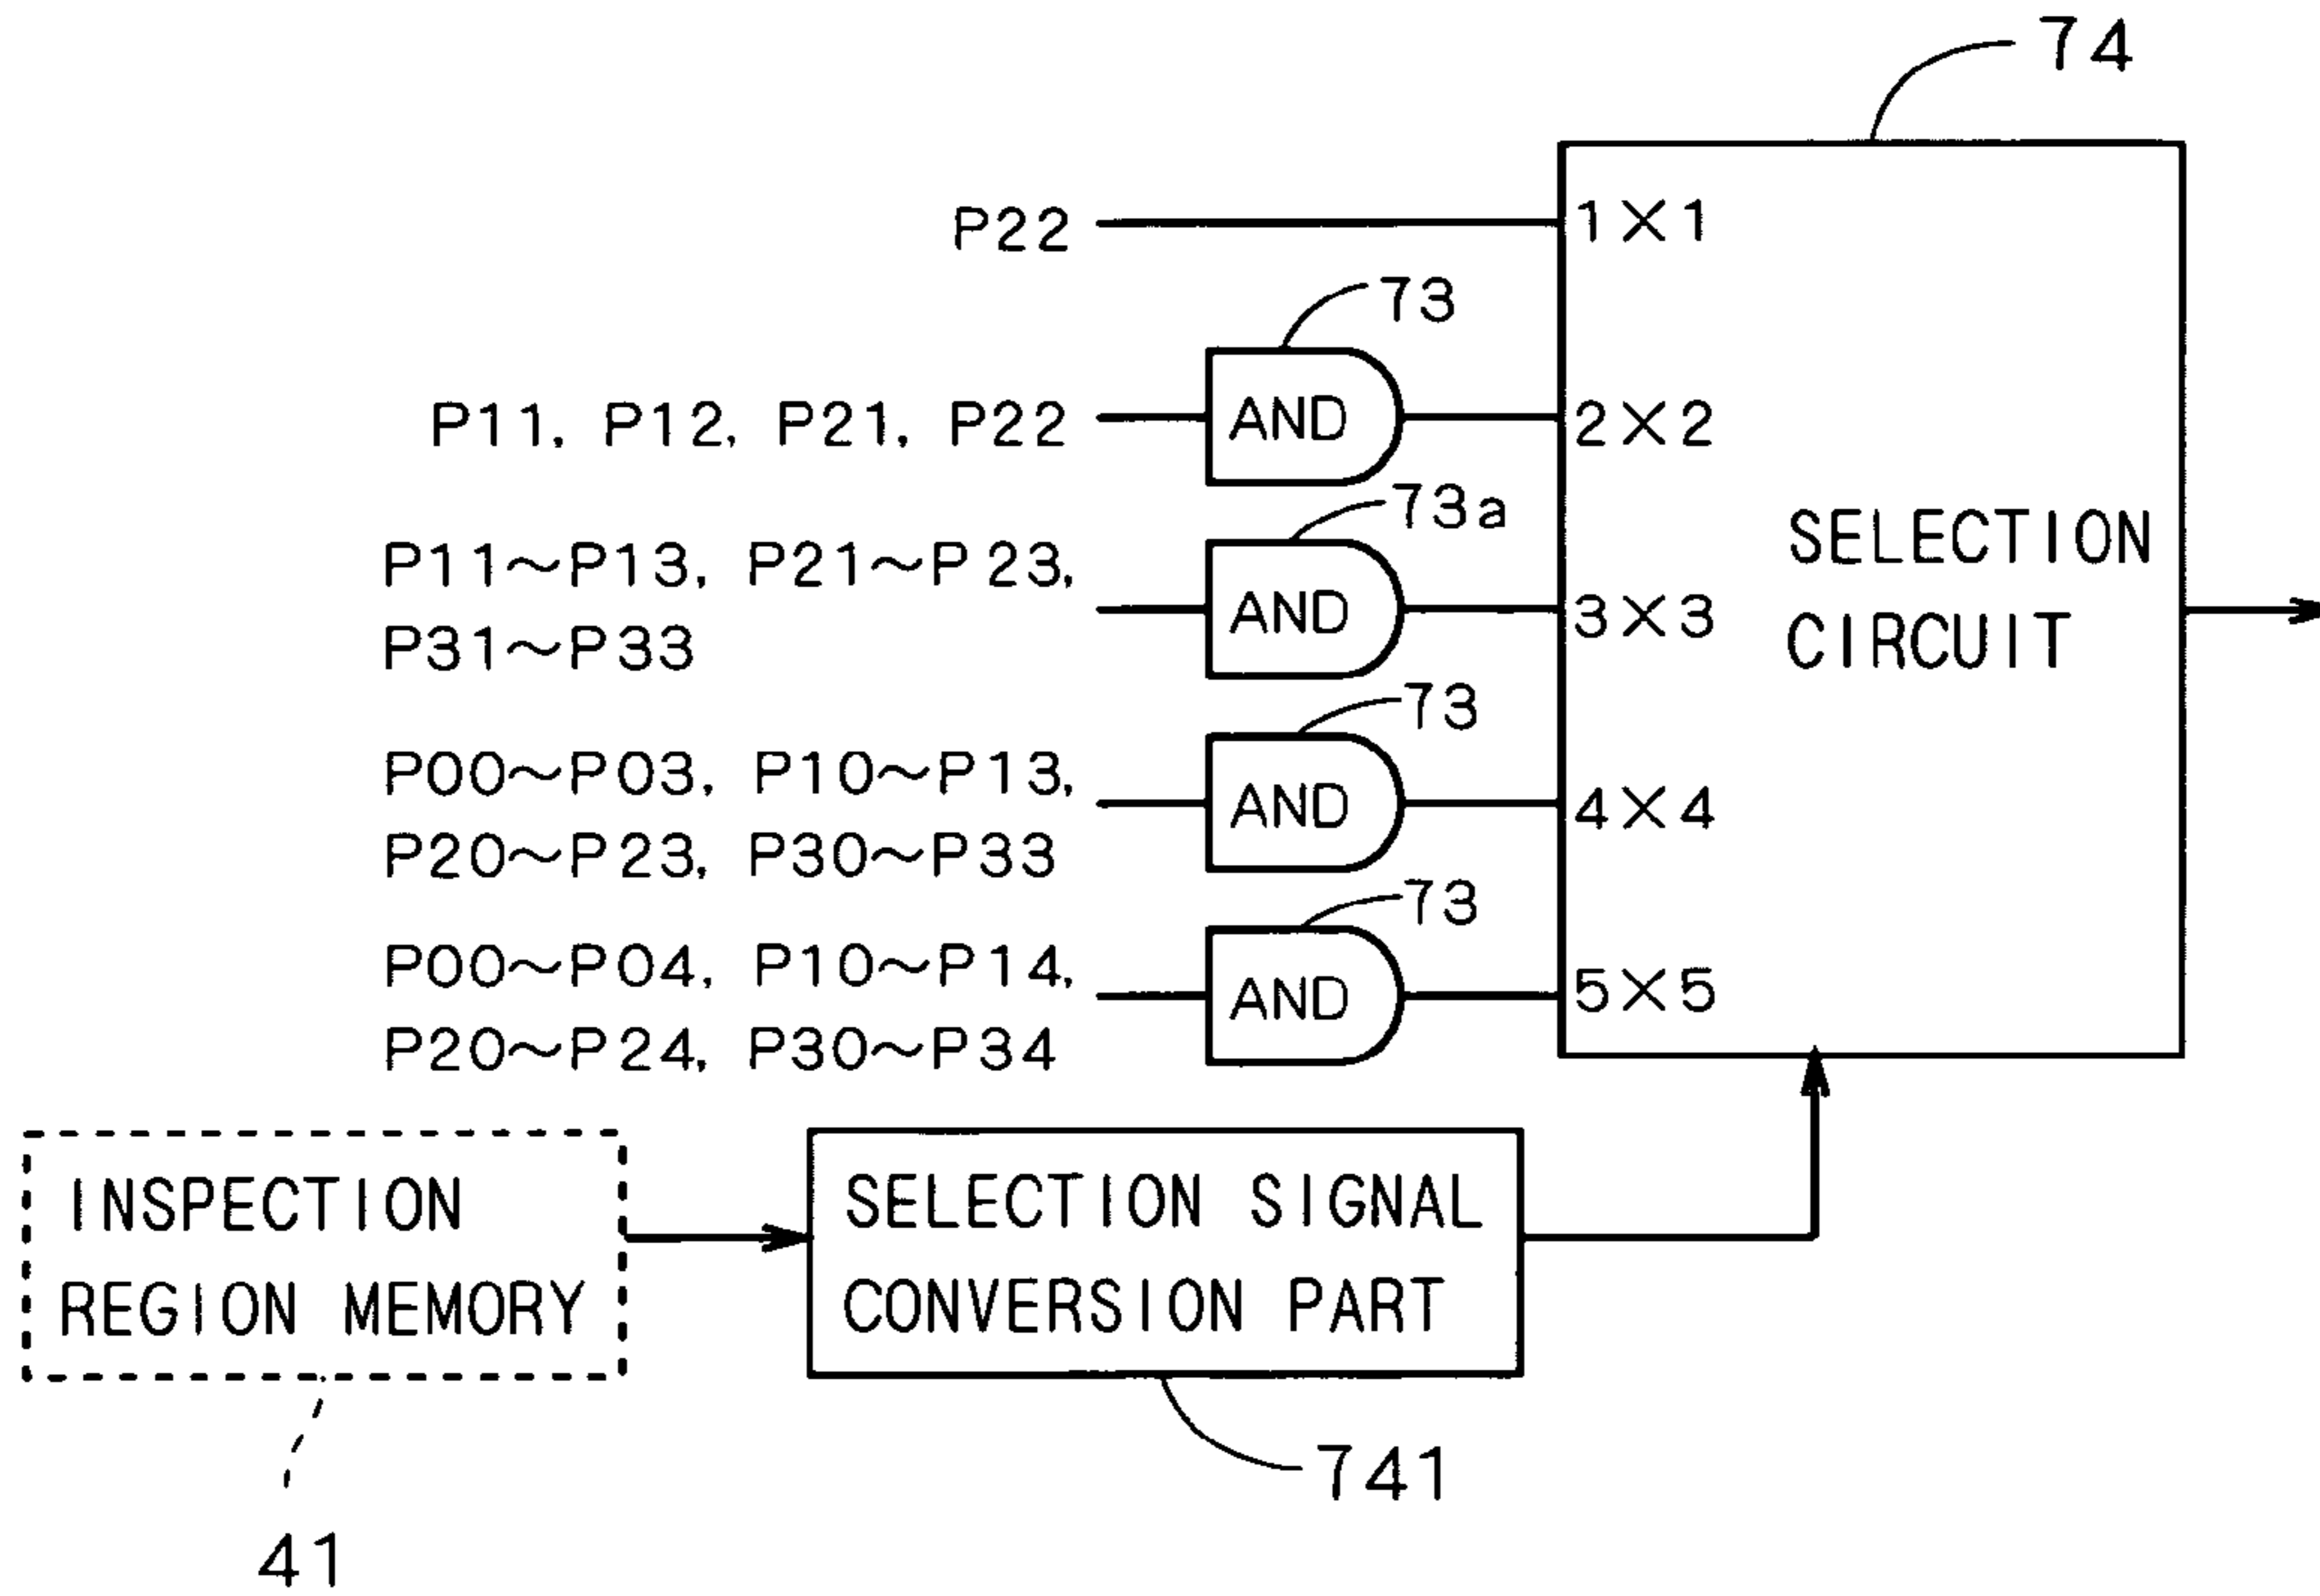 74
P22
1×1
73
P11, P12, P21, P22
AND
2×2
73a
P11~P13, P21~P23,
P31~P33
AND
3×3
SELECTION
CIRCUIT
73
P00~P03, P10~P13,
P20~P23, P30~P33
AND
4×4
73
P00~P04, P10~P14,
P20~P24, P30~P34
AND
5×5
INSPECTION
REGION MEMORY
SELECTION SIGNAL
CONVERSION PART
741
41